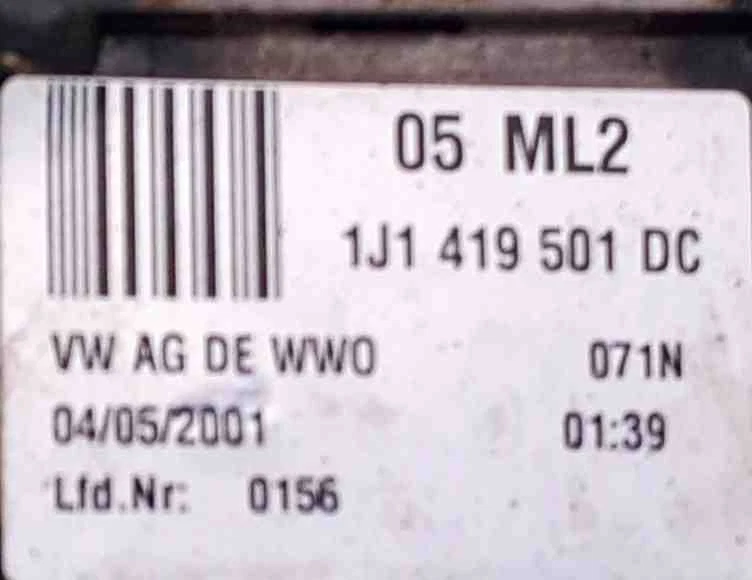 05 ML2
1J1 419 501 DC
VW AG DE WWO 071N
04/05/2001 01:39
Lfd.Nr: 0156